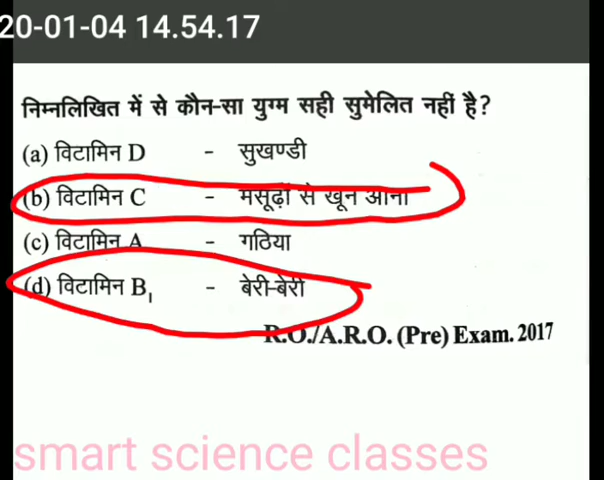 20-01-04 14.54.17
निम्नलिखित में से कौन-सा युग्म सही सुमेलित नहीं है?
(a) विटामिन D - सुखण्डी
(b) विटामिन C - मसूढ़ों से खून आना
(c) विटामिन A - गठिया
(d) विटामिन B₁ - बेरी-बेरी
R.O./A.R.O. (Pre) Exam. 2017
smart science classes